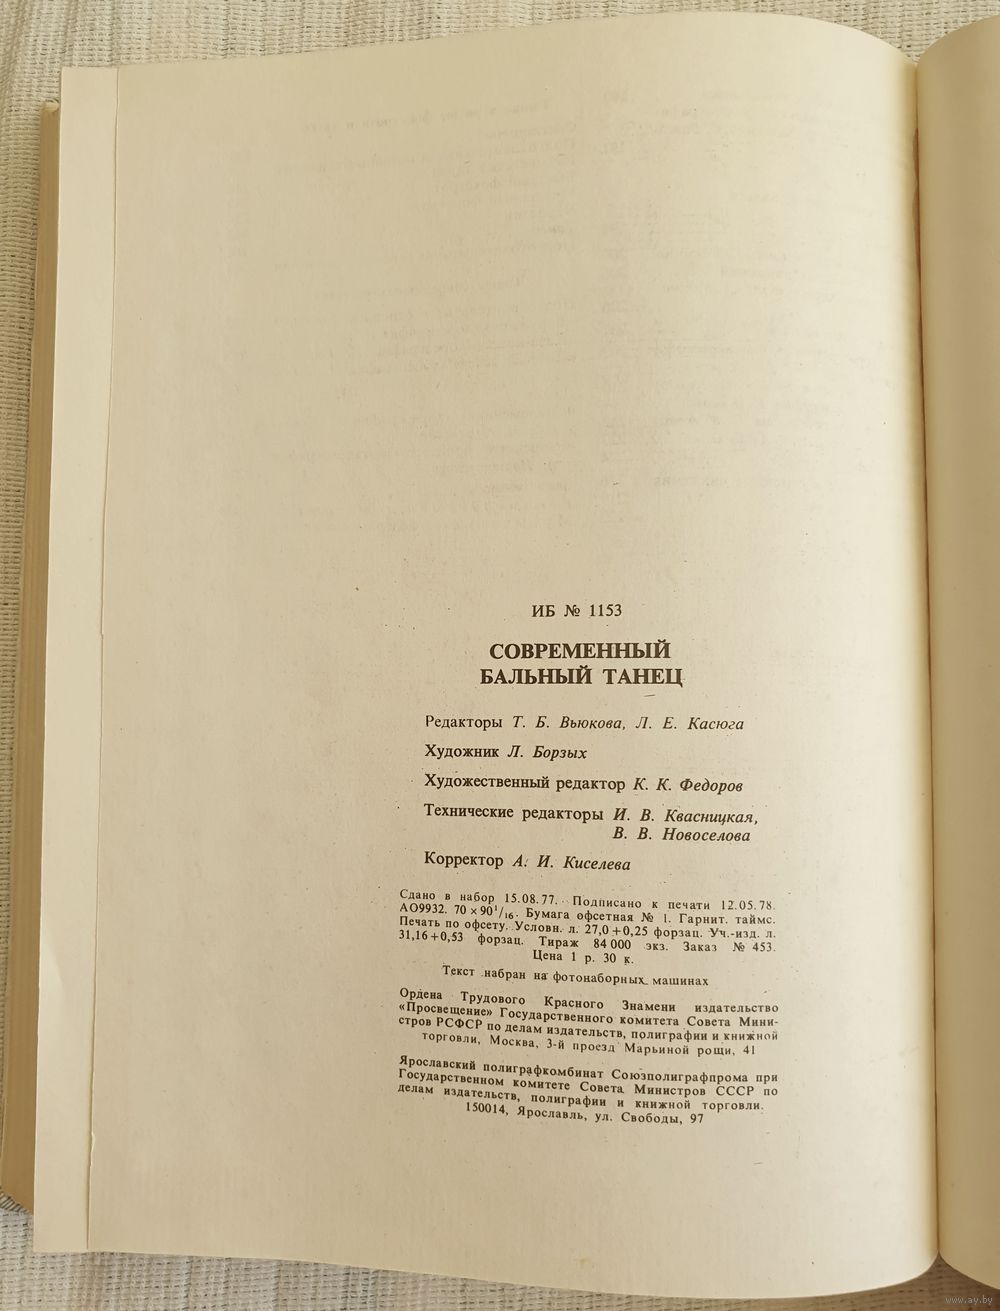 ИБ № 1153
СОВРЕМЕННЫЙ
БАЛЬНЫЙ ТАНЕЦ
Редакторы Т. Б. Вьюкова, Л. Е. Касюга
Художник Л. Борзых
Художественный редактор К. К. Федоров
Технические редакторы И. В. Квасницкая,
В. В. Новоселова
Корректор А. И. Киселева
Сдано в набор 15.08.77. Подписано к печати 12.05.78.
АО9932. 70×90¹/₁₆. Бумага офсетная № 1. Гарнит. таймс.
Печать по офсету. Условн. л. 27,0+0,25 форзац. Уч.-изд. л.
31,16+0,53 форзац. Тираж 84 000 экз. Заказ № 453.
Цена 1 р. 30 к.
Текст набран на фотонаборных машинах
Ордена Трудового Красного Знамени издательство
«Просвещение» Государственного комитета Совета Мини-
стров РСФСР по делам издательств, полиграфии и книжной
торговли, Москва, 3-й проезд Марьиной рощи, 41
Ярославский полиграфкомбинат Союзполиграфпрома при
Государственном комитете Совета Министров СССР по
делам издательств, полиграфии и книжной торговли.
150014, Ярославль, ул. Свободы, 97
www.ay.by